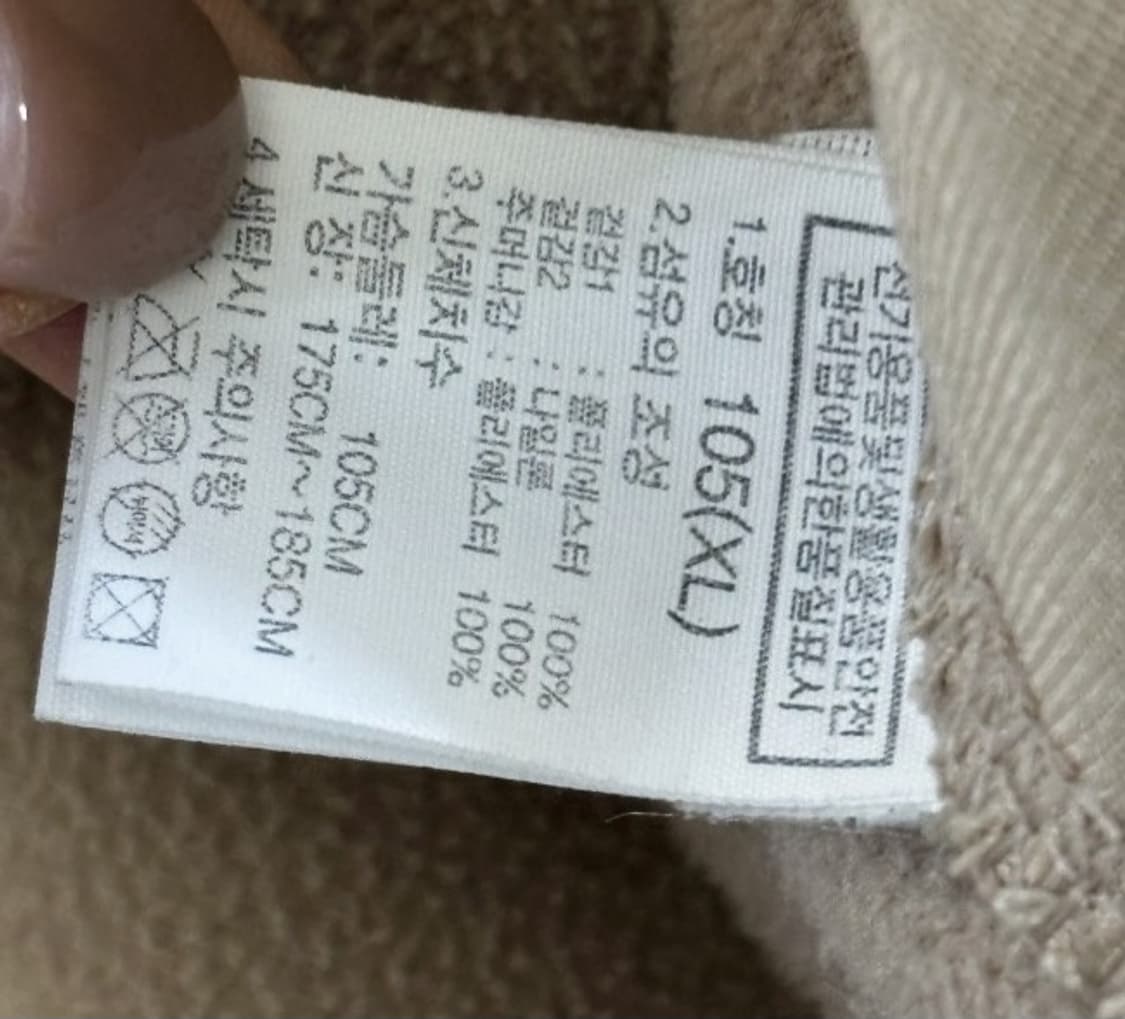 전기용품및생활용품안전
관리법에의한품질표시
1.호칭 105(XL)
2.섬유의 조성
겉감1 : 폴리에스터 100%
겉감2 : 나일론 100%
주머니감 : 폴리에스터 100%
3.신체치수
가슴둘레: 105CM
신 장: 175CM~185CM
4.세탁시 주의사항